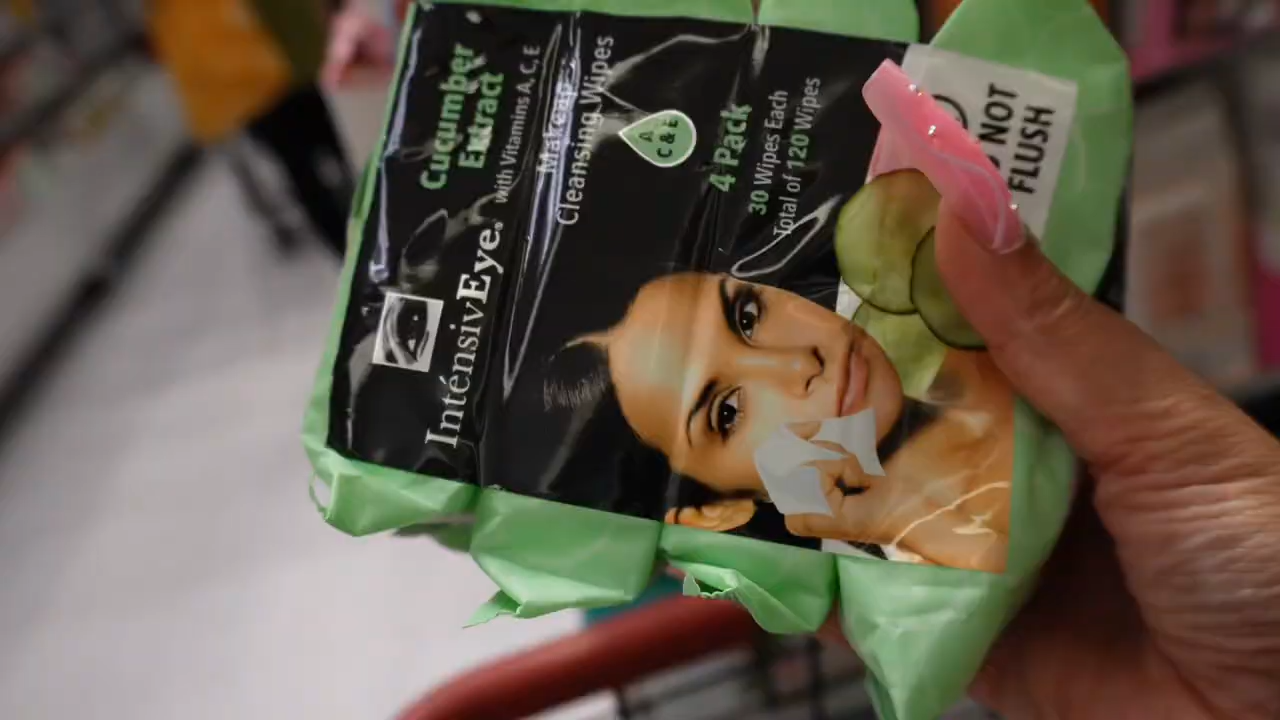 InténsivEye®
Cucumber
Extract
with Vitamins A, C, E
Makeup
Cleansing Wipes
A
C & E
4 Pack
30 Wipes Each
Total of 120 Wipes
NOT
FLUSH